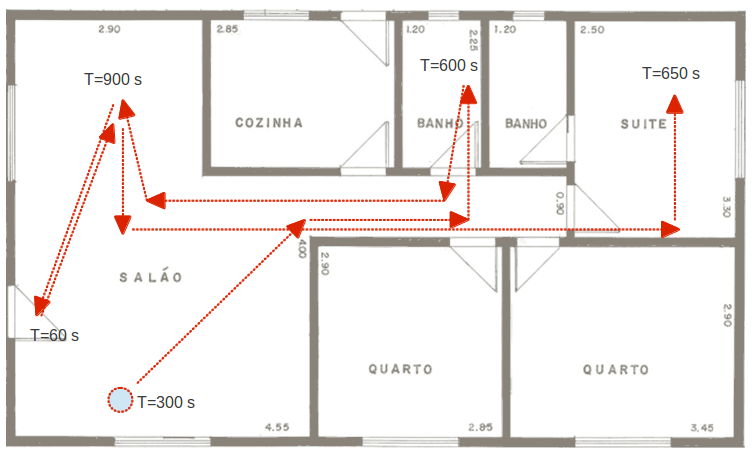 2.90
2.85
1.20
2.25
1.20
2.50
T=900 s
T=600 s
T=650 s
COZINHA
BANHO
BANHO
SUITE
0.90
3.30
4.00
2.90
SALÃO
2.90
T=60 s
QUARTO
QUARTO
T=300 s
4.55
2.85
3.45